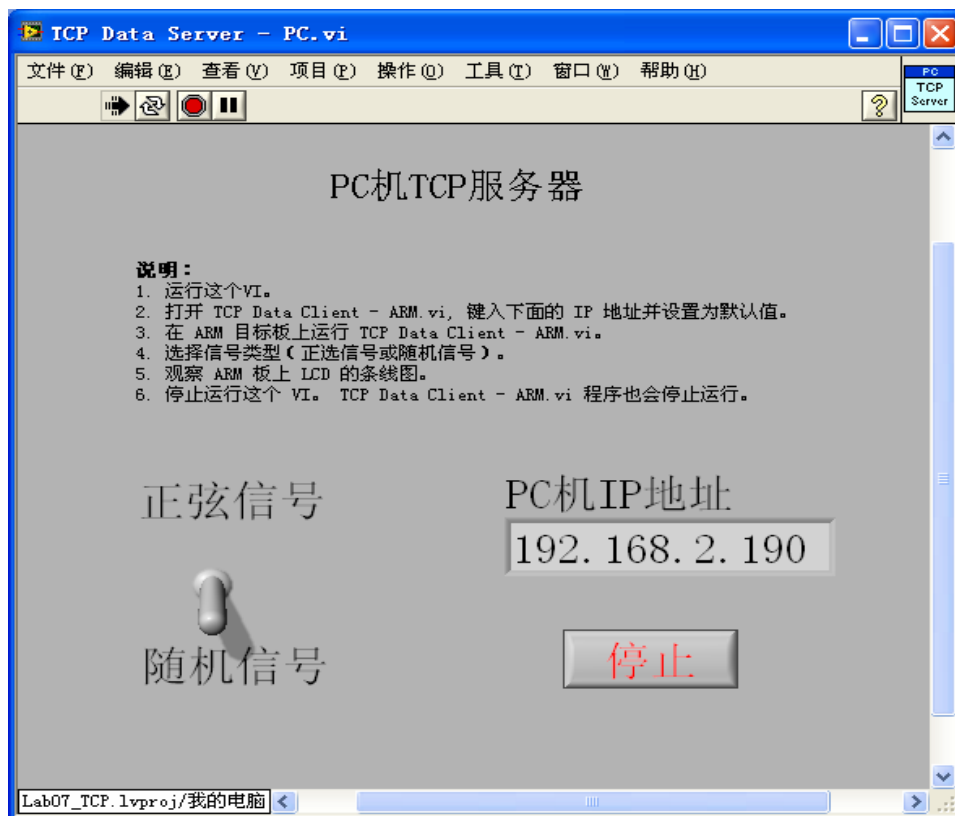 TCP Data Server - PC.vi
文件(F) 编辑(E) 查看(V) 项目(P) 操作(O) 工具(T) 窗口(W) 帮助(H)
PC
TCP
Server
PC机TCP服务器
说明：
1. 运行这个VI。
2. 打开 TCP Data Client - ARM.vi, 键入下面的 IP 地址并设置为默认值。
3. 在 ARM 目标板上运行 TCP Data Client - ARM.vi。
4. 选择信号类型(正选信号或随机信号)。
5. 观察 ARM 板上 LCD 的条线图。
6. 停止运行这个 VI。 TCP Data Client - ARM.vi 程序也会停止运行。
正弦信号
PC机IP地址
192.168.2.190
随机信号
停止
Lab07_TCP.lvproj/我的电脑